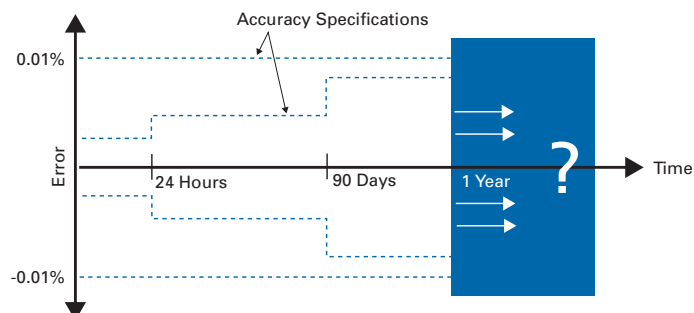 Accuracy Specifications
0.01%
Error
24 Hours
90 Days
1 Year
?
Time
-0.01%